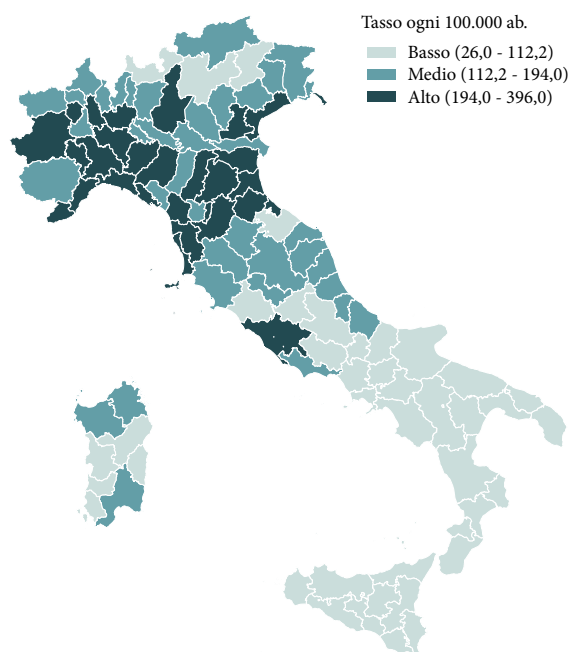 Tasso ogni 100.000 ab.
Basso (26,0 - 112,2)
Medio (112,2 - 194,0)
Alto (194,0 - 396,0)